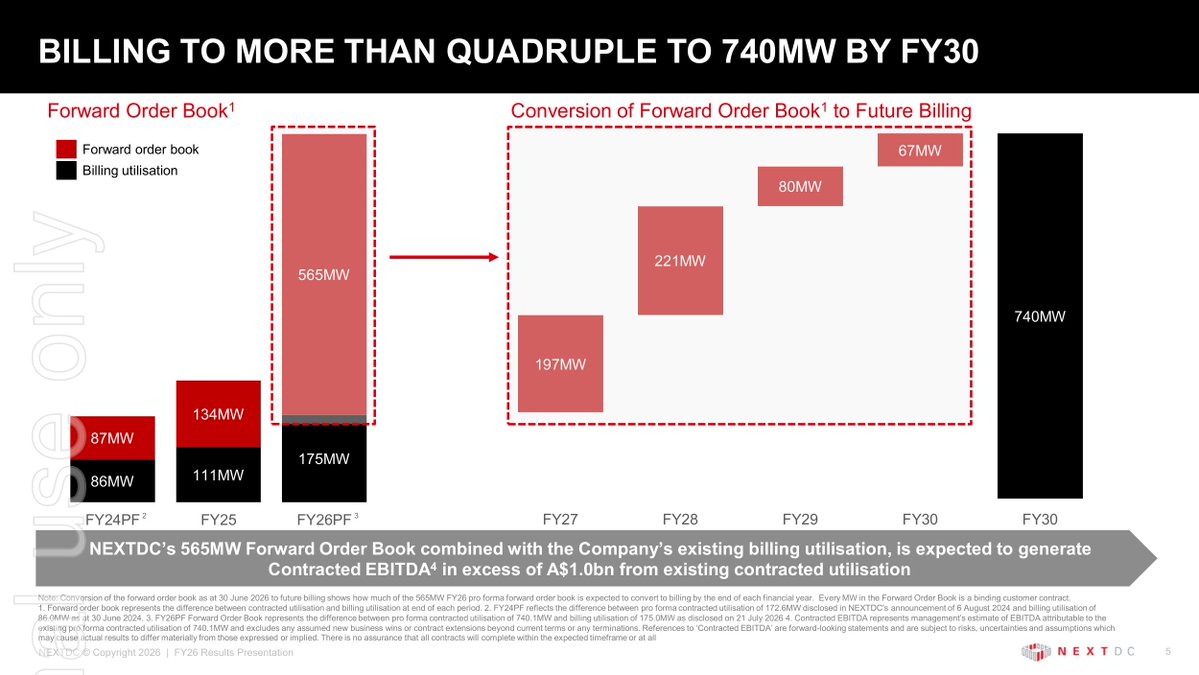 BILLING TO MORE THAN QUADRUPLE TO 740MW BY FY30
Forward Order Book¹
Conversion of Forward Order Book¹ to Future Billing
Forward order book
Billing utilisation
87MW
86MW
134MW
111MW
565MW
175MW
197MW
221MW
80MW
67MW
740MW
FY24PF ²
FY25
FY26PF ³
FY27
FY28
FY29
FY30
FY30
NEXTDC's 565MW Forward Order Book combined with the Company's existing billing utilisation, is expected to generate
Contracted EBITDA⁴ in excess of A$1.0bn from existing contracted utilisation
Note: Conversion of the forward order book as at 30 June 2026 to future billing shows how much of the 565MW FY26 pro forma forward order book is expected to convert to billing by the end of each financial year. Every MW in the Forward Order Book is a binding customer contract.
1. Forward order book represents the difference between contracted utilisation and billing utilisation at end of each period. 2. FY24PF reflects the difference between pro forma contracted utilisation of 172.6MW disclosed in NEXTDC's announcement of 6 August 2024 and billing utilisation of
86.0MW as at 30 June 2024. 3. FY26PF Forward Order Book represents the difference between pro forma contracted utilisation of 740.1MW and billing utilisation of 175.0MW as disclosed on 21 July 2026 4. Contracted EBITDA represents management's estimate of EBITDA attributable to the
existing pro forma contracted utilisation of 740.1MW and excludes any assumed new business wins or contract extensions beyond current terms or any terminations. References to 'Contracted EBITDA' are forward-looking statements and are subject to risks, uncertainties and assumptions which
may cause actual results to differ materially from those expressed or implied. There is no assurance that all contracts will complete within the expected timeframe or at all
NEXTDC © Copyright 2026 | FY26 Results Presentation
NEXTDC
5
use only